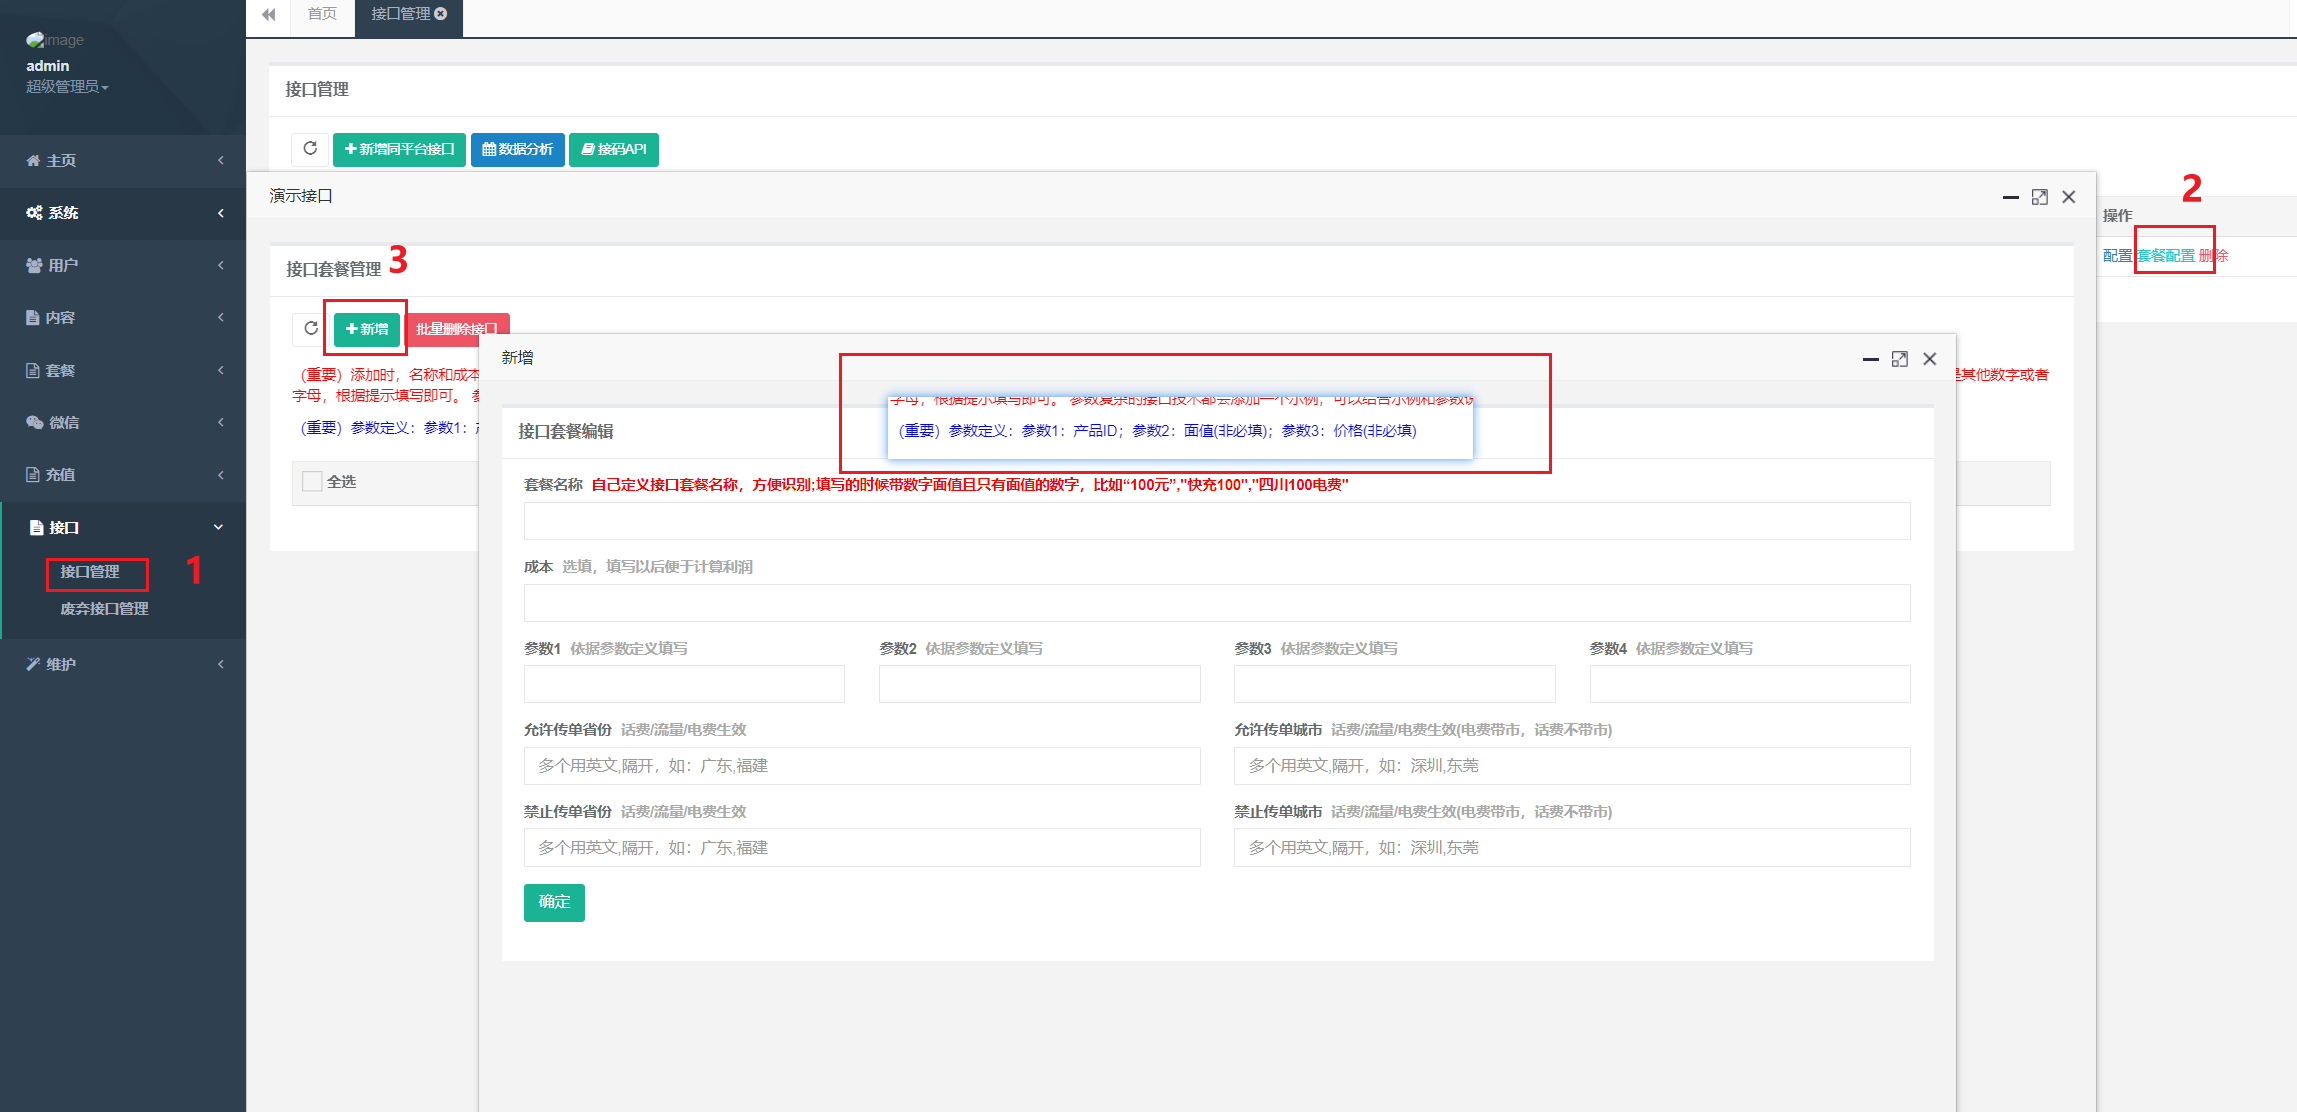 image
admin
超级管理员
主页
系统
用户
内容
套餐
微信
充值
接口
接口管理
1
废弃接口管理
维护
首页
接口管理
接口管理
新增同平台接口
数据分析
接码API
2
操作
配置 套餐配置 删除
演示接口
接口套餐管理
3
新增
批量删除接口
（重要）添加时，名称和成本
是其他数字或者
字母，根据提示填写即可。
（重要）参数定义：参数1：
全选
新增
字母，根据提示填写即可。 参数复杂的接口技术都会添加一个示例，可以结合示例和参数说
（重要）参数定义：参数1：产品ID；参数2：面值(非必填)；参数3：价格(非必填)
接口套餐编辑
套餐名称 自己定义接口套餐名称，方便识别;填写的时候带数字面值且只有面值的数字，比如“100元”,"快充100","四川100电费"
成本 选填，填写以后便于计算利润
参数1 依据参数定义填写
参数2 依据参数定义填写
参数3 依据参数定义填写
参数4 依据参数定义填写
允许传单省份 话费/流量/电费生效
允许传单城市 话费/流量/电费生效(电费带市，话费不带市)
多个用英文,隔开，如：广东,福建
多个用英文,隔开，如：深圳,东莞
禁止传单省份 话费/流量/电费生效
禁止传单城市 话费/流量/电费生效(电费带市，话费不带市)
多个用英文,隔开，如：广东,福建
多个用英文,隔开，如：深圳,东莞
确定